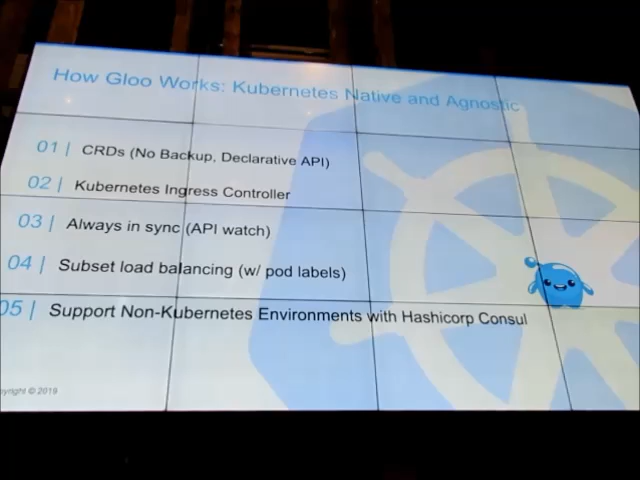 How Gloo Works: Kubernetes Native and Agnostic
01 | CRDs (No Backup, Declarative API)
02 | Kubernetes Ingress Controller
03 | Always in sync (API watch)
04 | Subset load balancing (w/ pod labels)
05 | Support Non-Kubernetes Environments with Hashicorp Consul
pyright © 2019